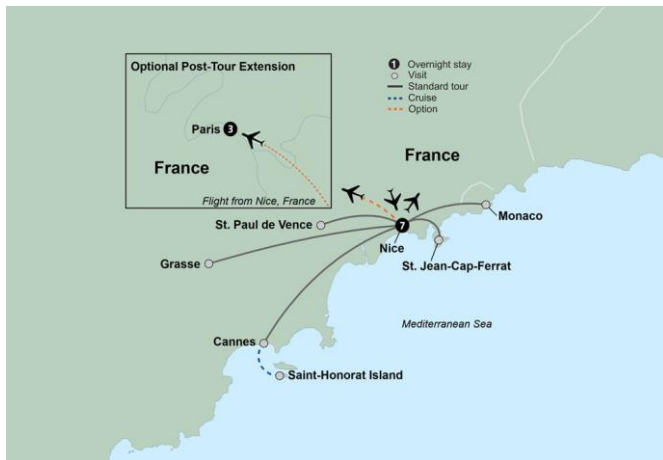 Optional Post-Tour Extension
Paris 3
France
Flight from Nice, France
1 Overnight stay
Visit
Standard tour
Cruise
Option
France
St. Paul de Vence
7
Nice
Monaco
St. Jean-Cap-Ferrat
Grasse
Mediterranean Sea
Cannes
Saint-Honorat Island